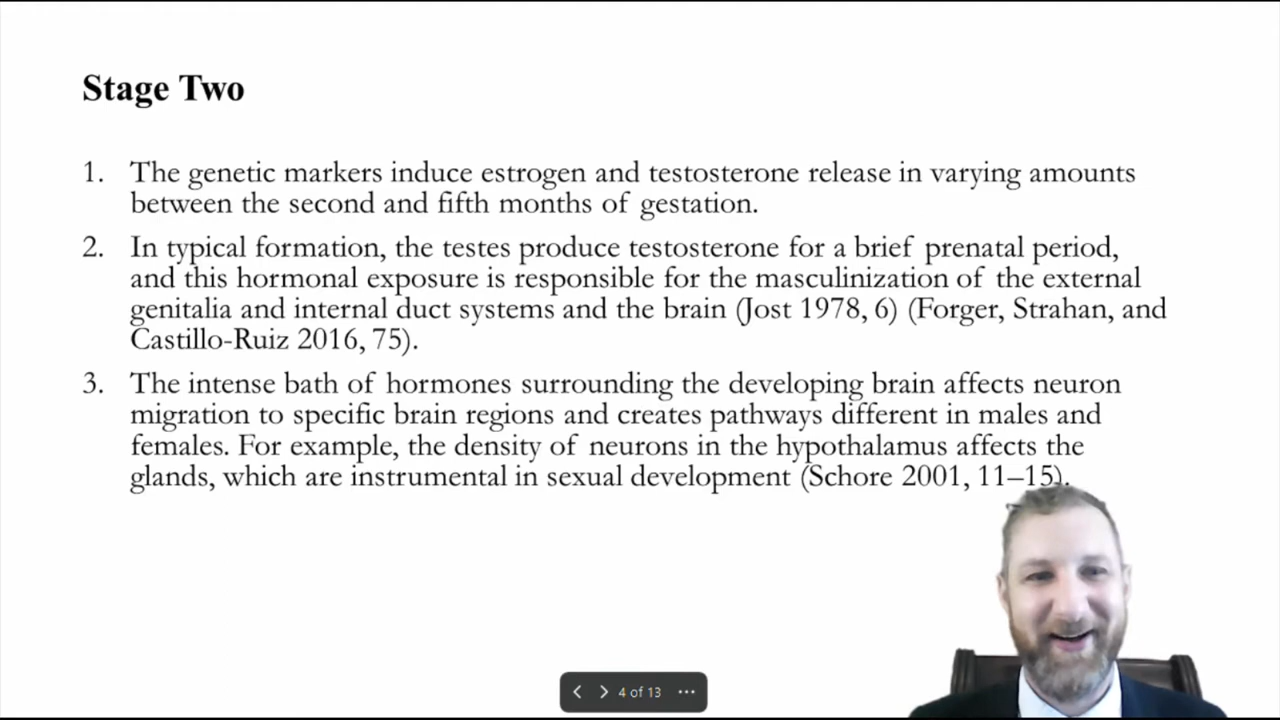 Stage Two
1. The genetic markers induce estrogen and testosterone release in varying amounts
between the second and fifth months of gestation.
2. In typical formation, the testes produce testosterone for a brief prenatal period,
and this hormonal exposure is responsible for the masculinization of the external
genitalia and internal duct systems and the brain (Jost 1978, 6) (Forger, Strahan, and
Castillo-Ruiz 2016, 75).
3. The intense bath of hormones surrounding the developing brain affects neuron
migration to specific brain regions and creates pathways different in males and
females. For example, the density of neurons in the hypothalamus affects the
glands, which are instrumental in sexual development (Schore 2001, 11–15).
4 of 13